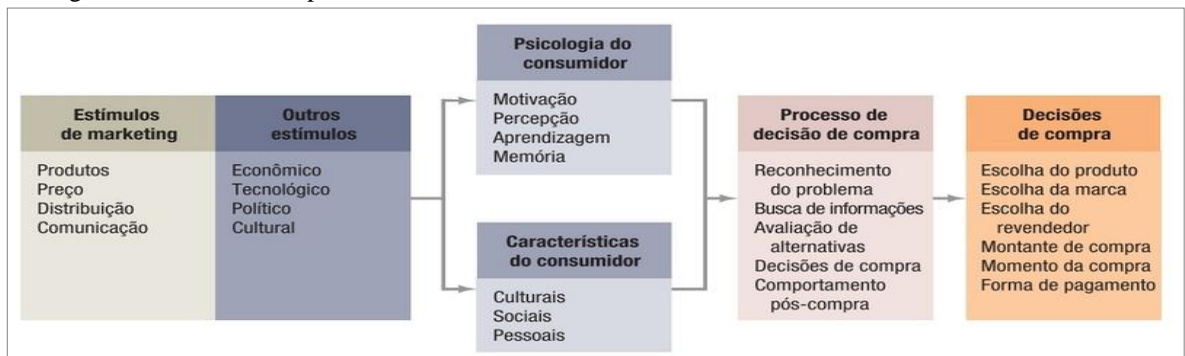 Estímulos
de marketing
Produtos
Preço
Distribuição
Comunicação
Outros
estímulos
Econômico
Tecnológico
Político
Cultural
Psicologia do
consumidor
Motivação
Percepção
Aprendizagem
Memória
Características
do consumidor
Culturais
Sociais
Pessoais
Processo de
decisão de compra
Reconhecimento
do problema
Busca de informações
Avaliação de
alternativas
Decisões de compra
Comportamento
pós-compra
Decisões
de compra
Escolha do produto
Escolha da marca
Escolha do
revendedor
Montante de compra
Momento da compra
Forma de pagamento